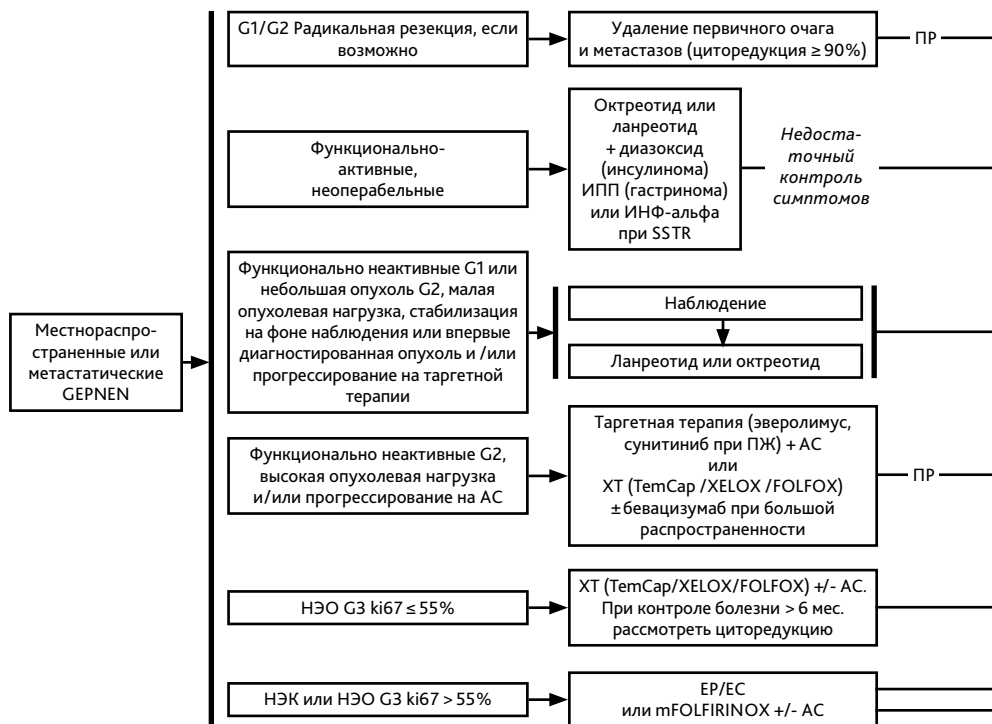 G1/G2 Радикальная резекция, если
возможно
Удаление первичного очага
и метастазов (циторедукция ≥ 90%)
ПР
Функционально-
активные,
неоперабельные
Октреотид или
ланреотид
+ диазоксид
(инсулинома)
ИПП (гастринома)
или ИНФ-альфа
при SSTR
Недоста-
точный
контроль
симптомов
Местнораспро-
страненные или
метастатические
GEPNEN
Функционально неактивные G1 или
небольшая опухоль G2, малая
опухолевая нагрузка, стабилизация
на фоне наблюдения или впервые
диагностированная опухоль и /или
прогрессирование на таргетной
терапии
Наблюдение
Ланреотид или октреотид
Функционально неактивные G2,
высокая опухолевая нагрузка
и/или прогрессирование на АС
Таргетная терапия (эверолимус,
сунитиниб при ПЖ) + АС
или
ХТ (TemCap /XELOX /FOLFOX)
± бевацизумаб при большой
распространенности
ПР
НЭО G3 ki67 ≤ 55%
ХТ (TemCap/XELOX/FOLFOX) +/- АС.
При контроле болезни > 6 мес.
рассмотреть циторедукцию
НЭК или НЭО G3 ki67 > 55%
EP/EC
или mFOLFIRINOX +/- АС